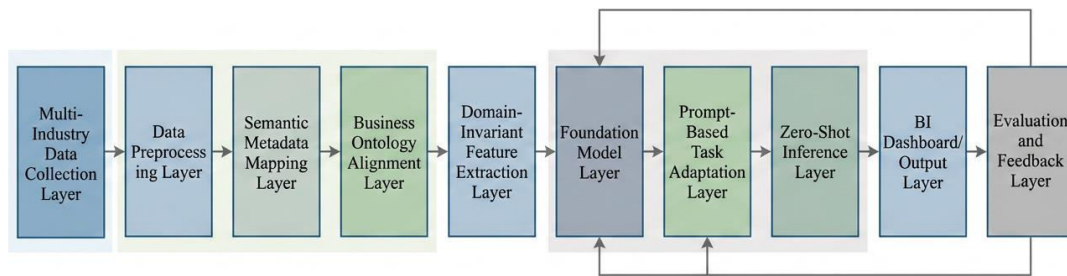 Multi-
Industry
Data
Collection
Layer
Data
Preprocess
ing Layer
Semantic
Metadata
Mapping
Layer
Business
Ontology
Alignment
Layer
Domain-
Invariant
Feature
Extraction
Layer
Foundation
Model
Layer
Prompt-
Based
Task
Adaptation
Layer
Zero-Shot
Inference
Layer
BI
Dashboard/
Output
Layer
Evaluation
and
Feedback
Layer